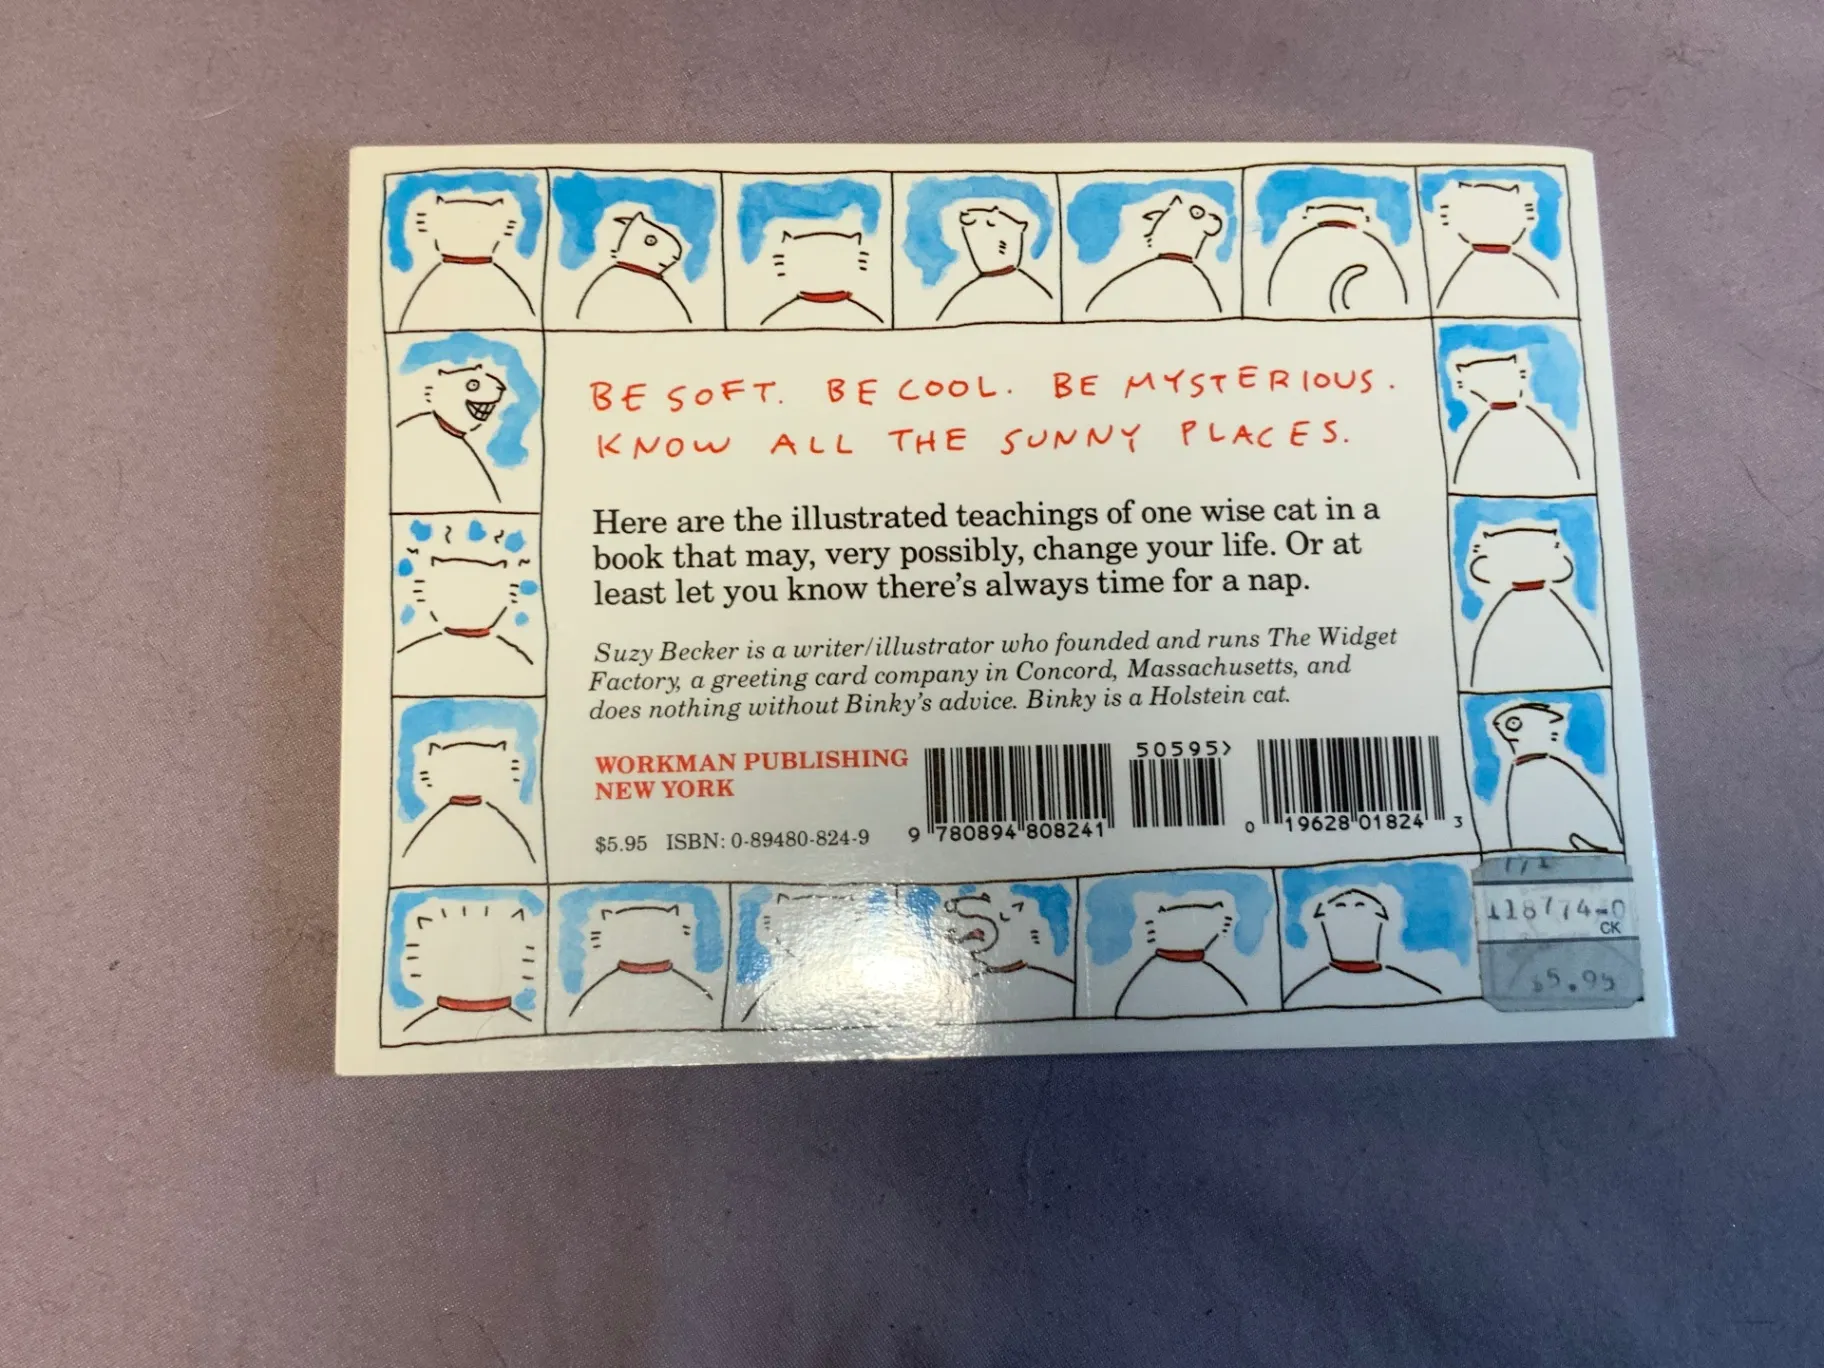 BE SOFT. BE COOL. BE MYSTERIOUS.
KNOW ALL THE SUNNY PLACES.
Here are the illustrated teachings of one wise cat in a
book that may, very possibly, change your life. Or at
least let you know there's always time for a nap.
Suzy Becker is a writer/illustrator who founded and runs The Widget
Factory, a greeting card company in Concord, Massachusetts, and
does nothing without Binky's advice. Binky is a Holstein cat.
WORKMAN PUBLISHING
NEW YORK
$5.95 ISBN: 0-89480-824-9
9 780894 808241
50595>
0 19628 01824 3
118774-0
CK
$5.95